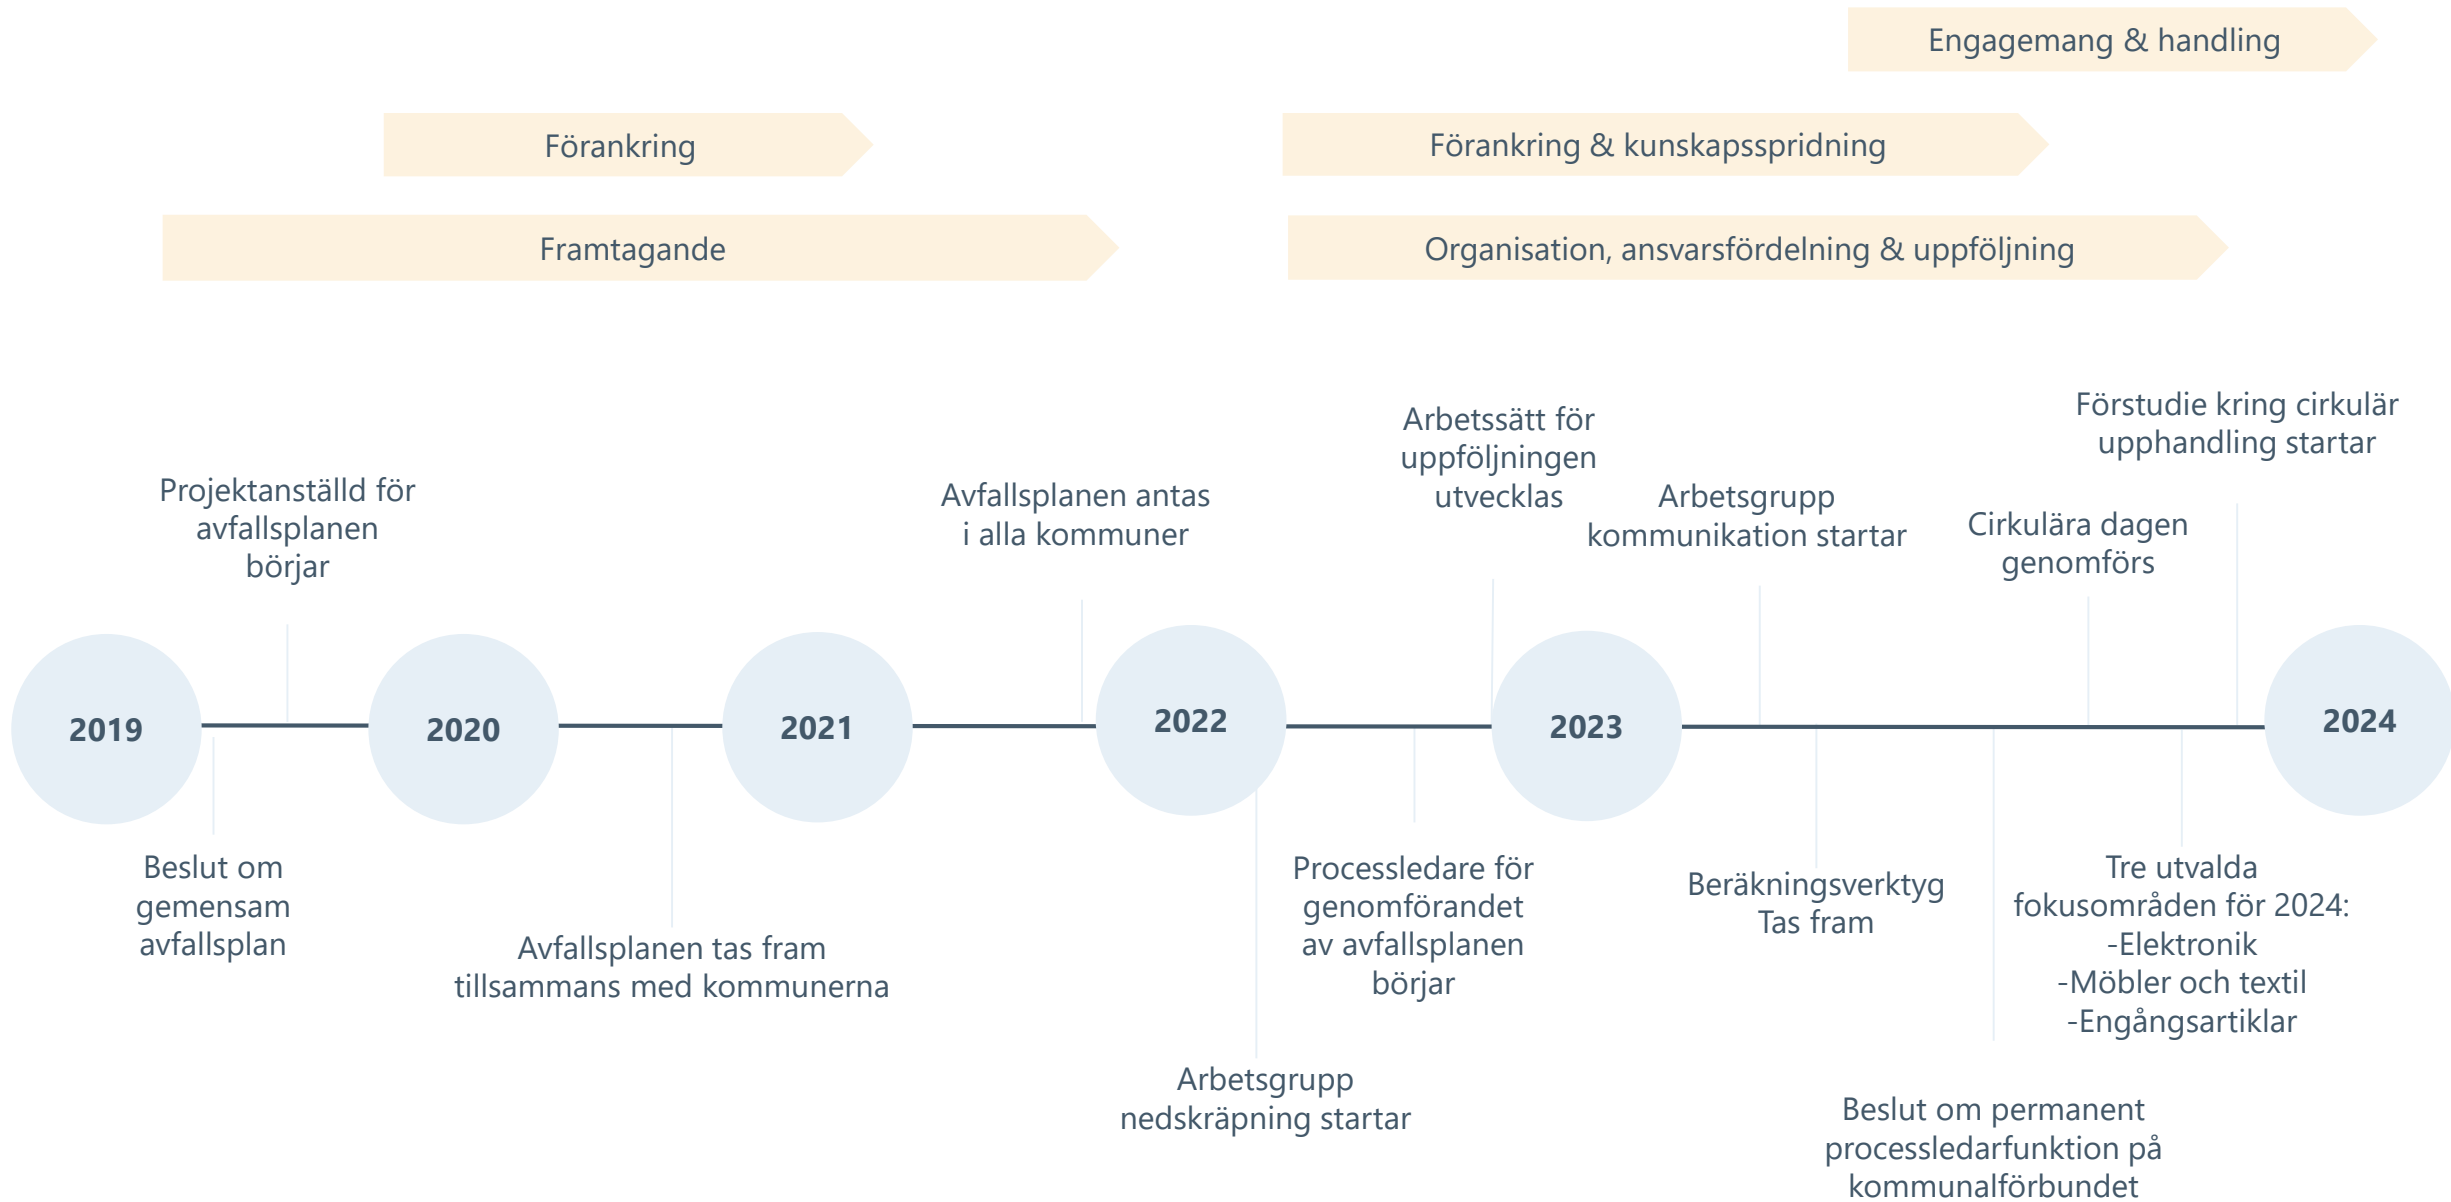 Engagemang & handling
Förankring
Förankring & kunskapsspridning
Framtagande
Organisation, ansvarsfördelning & uppföljning
Projektanställd för
avfallsplanen
börjar
Avfallsplanen antas
i alla kommuner
Arbetssätt för
uppföljningen
utvecklas
Arbetsgrupp
kommunikation startar
Cirkulära dagen
genomförs
Förstudie kring cirkulär
upphandling startar
2019
2020
2021
2022
2023
2024
Beslut om
gemensam
avfallsplan
Avfallsplanen tas fram
tillsammans med kommunerna
Arbetsgrupp
nedskräpning startar
Processledare för
genomförandet
av avfallsplanen
börjar
Beräkningsverktyg
Tas fram
Beslut om permanent
processledarfunktion på
kommunalförbundet
Tre utvalda
fokusområden för 2024:
-Elektronik
-Möbler och textil
-Engångsartiklar